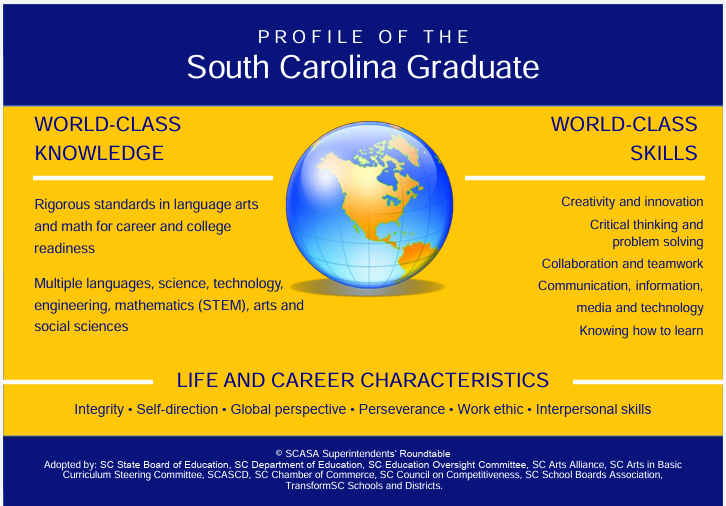 PROFILE OF THE
South Carolina Graduate
WORLD-CLASS
KNOWLEDGE
Rigorous standards in language arts
and math for career and college
readiness
Multiple languages, science, technology,
engineering, mathematics (STEM), arts and
social sciences
WORLD-CLASS
SKILLS
Creativity and innovation
Critical thinking and
problem solving
Collaboration and teamwork
Communication, information,
media and technology
Knowing how to learn
LIFE AND CAREER CHARACTERISTICS
Integrity • Self-direction • Global perspective • Perseverance • Work ethic • Interpersonal skills
© SCASA Superintendents' Roundtable
Adopted by: SC State Board of Education, SC Department of Education, SC Education Oversight Committee, SC Arts Alliance, SC Arts in Basic
Curriculum Steering Committee, SCASCD, SC Chamber of Commerce, SC Council on Competitiveness, SC School Boards Association,
TransformSC Schools and Districts.